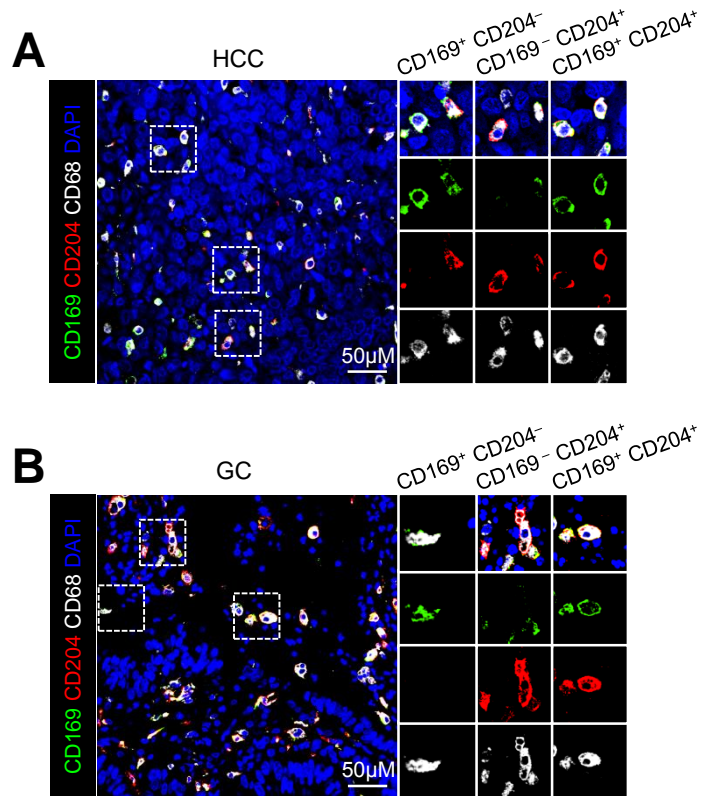 A
HCC
CD169⁺ CD204⁻
CD169⁻ CD204⁺
CD169⁺ CD204⁺
CD169 CD204 CD68 DAPI
50µM
B
GC
CD169⁺ CD204⁻
CD169⁻ CD204⁺
CD169⁺ CD204⁺
CD169 CD204 CD68 DAPI
50µM